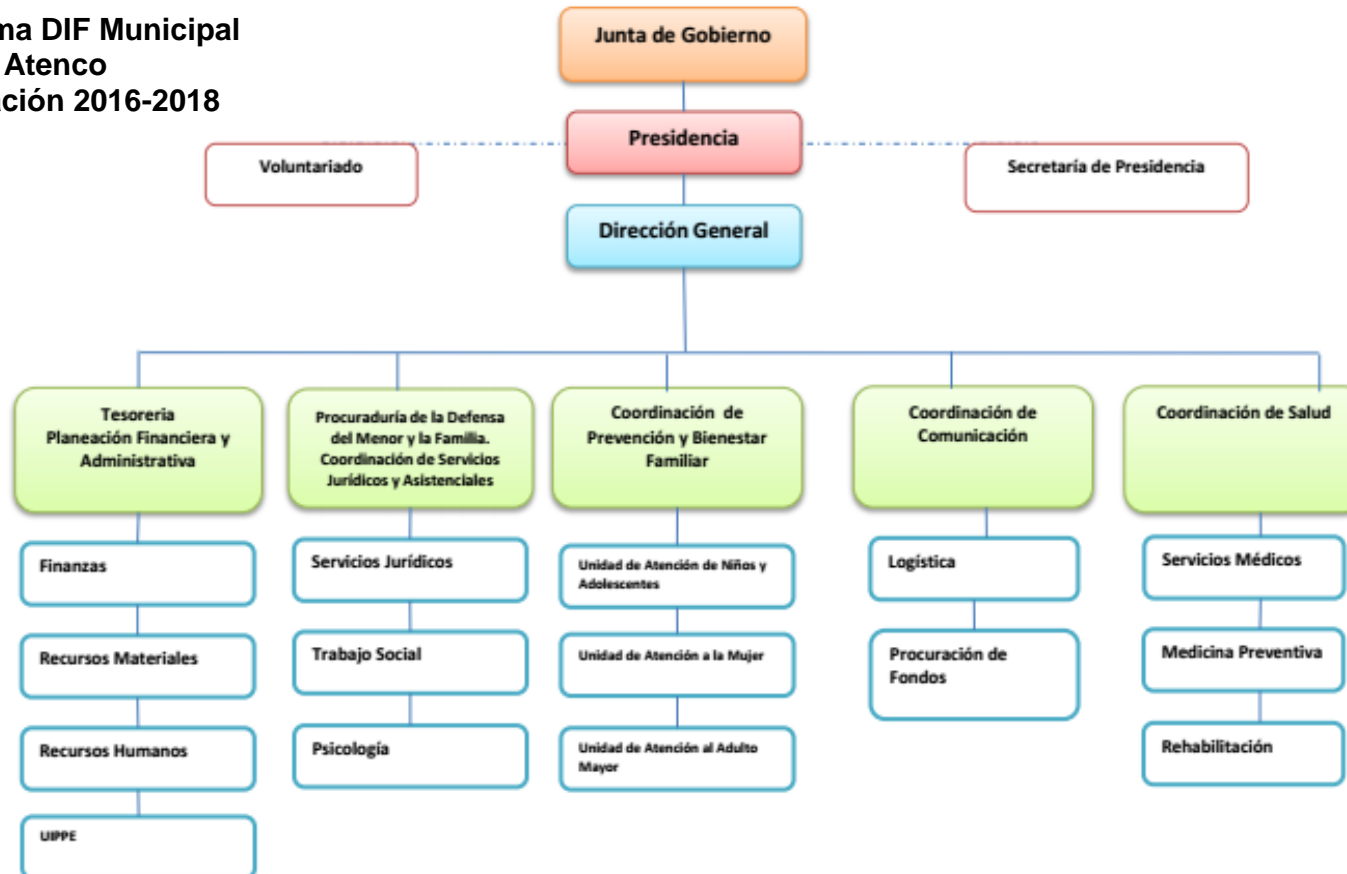 DIF Municipal
Atenco
2016-2018
Junta de Gobierno
Presidencia
Voluntariado
Secretaría de Presidencia
Dirección General
Tesoreria
Planeación Financiera y
Administrativa
Procuraduría de la Defensa
del Menor y la Familia.
Coordinación de Servicios
Jurídicos y Asistenciales
Coordinación de
Prevención y Bienestar
Familiar
Coordinación de
Comunicación
Coordinación de Salud
Finanzas
Recursos Materiales
Recursos Humanos
UIPPE
Servicios Jurídicos
Trabajo Social
Psicología
Unidad de Atención de Niños y
Adolescentes
Unidad de Atención a la Mujer
Unidad de Atención al Adulto
Mayor
Logística
Procuración de
Fondos
Servicios Médicos
Medicina Preventiva
Rehabilitación